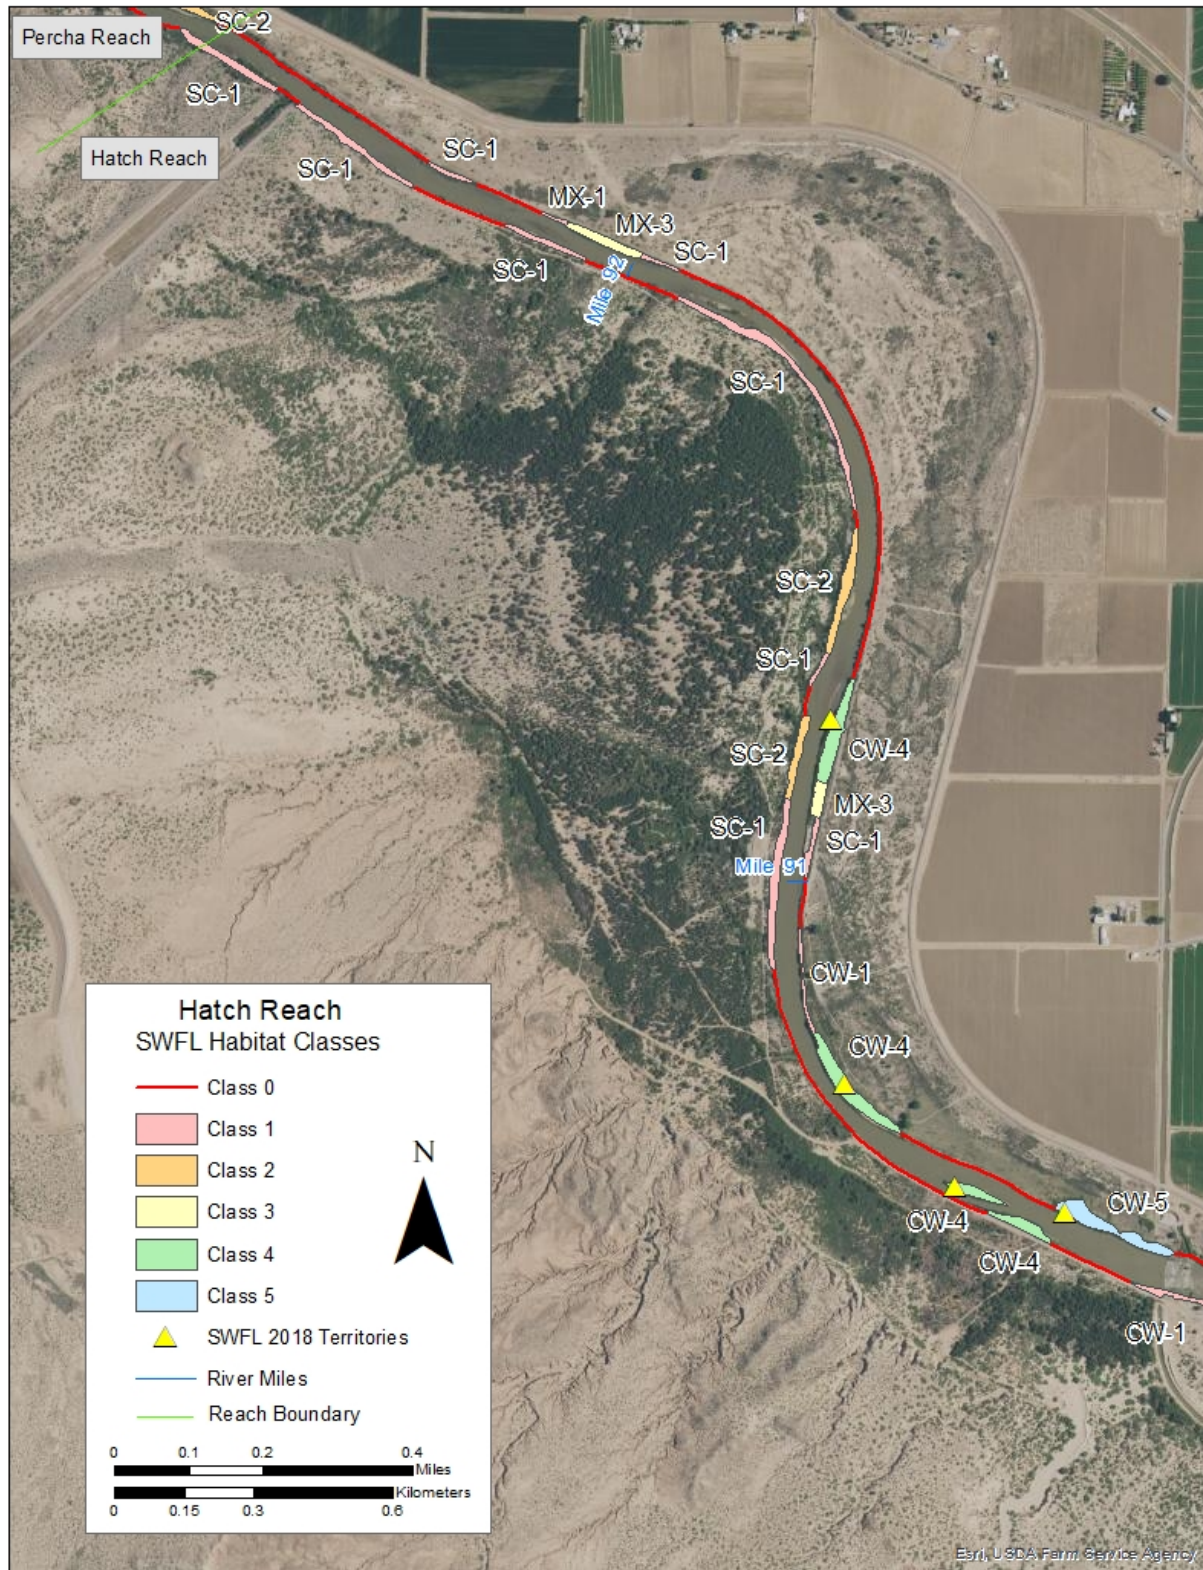 SC-2
Percha Reach
SC-1
Hatch Reach
SC-1
SC-1
MX-1
MX-3
SC-1
SC-1
Mile 92
SC-1
SC-2
SC-1
CW-4
SC-2
MX-3
SC-1
SC-1
Mile 91
CW-1
CW-4
CW-5
CW-4
CW-4
CW-1
Hatch Reach
SWFL Habitat Classes
Class 0
Class 1
Class 2
Class 3
Class 4
Class 5
SWFL 2018 Territories
River Miles
Reach Boundary
N
0 0.1 0.2 0.4
Miles
Kilometers
0 0.15 0.3 0.6
Esri, USDA Farm Service Agency